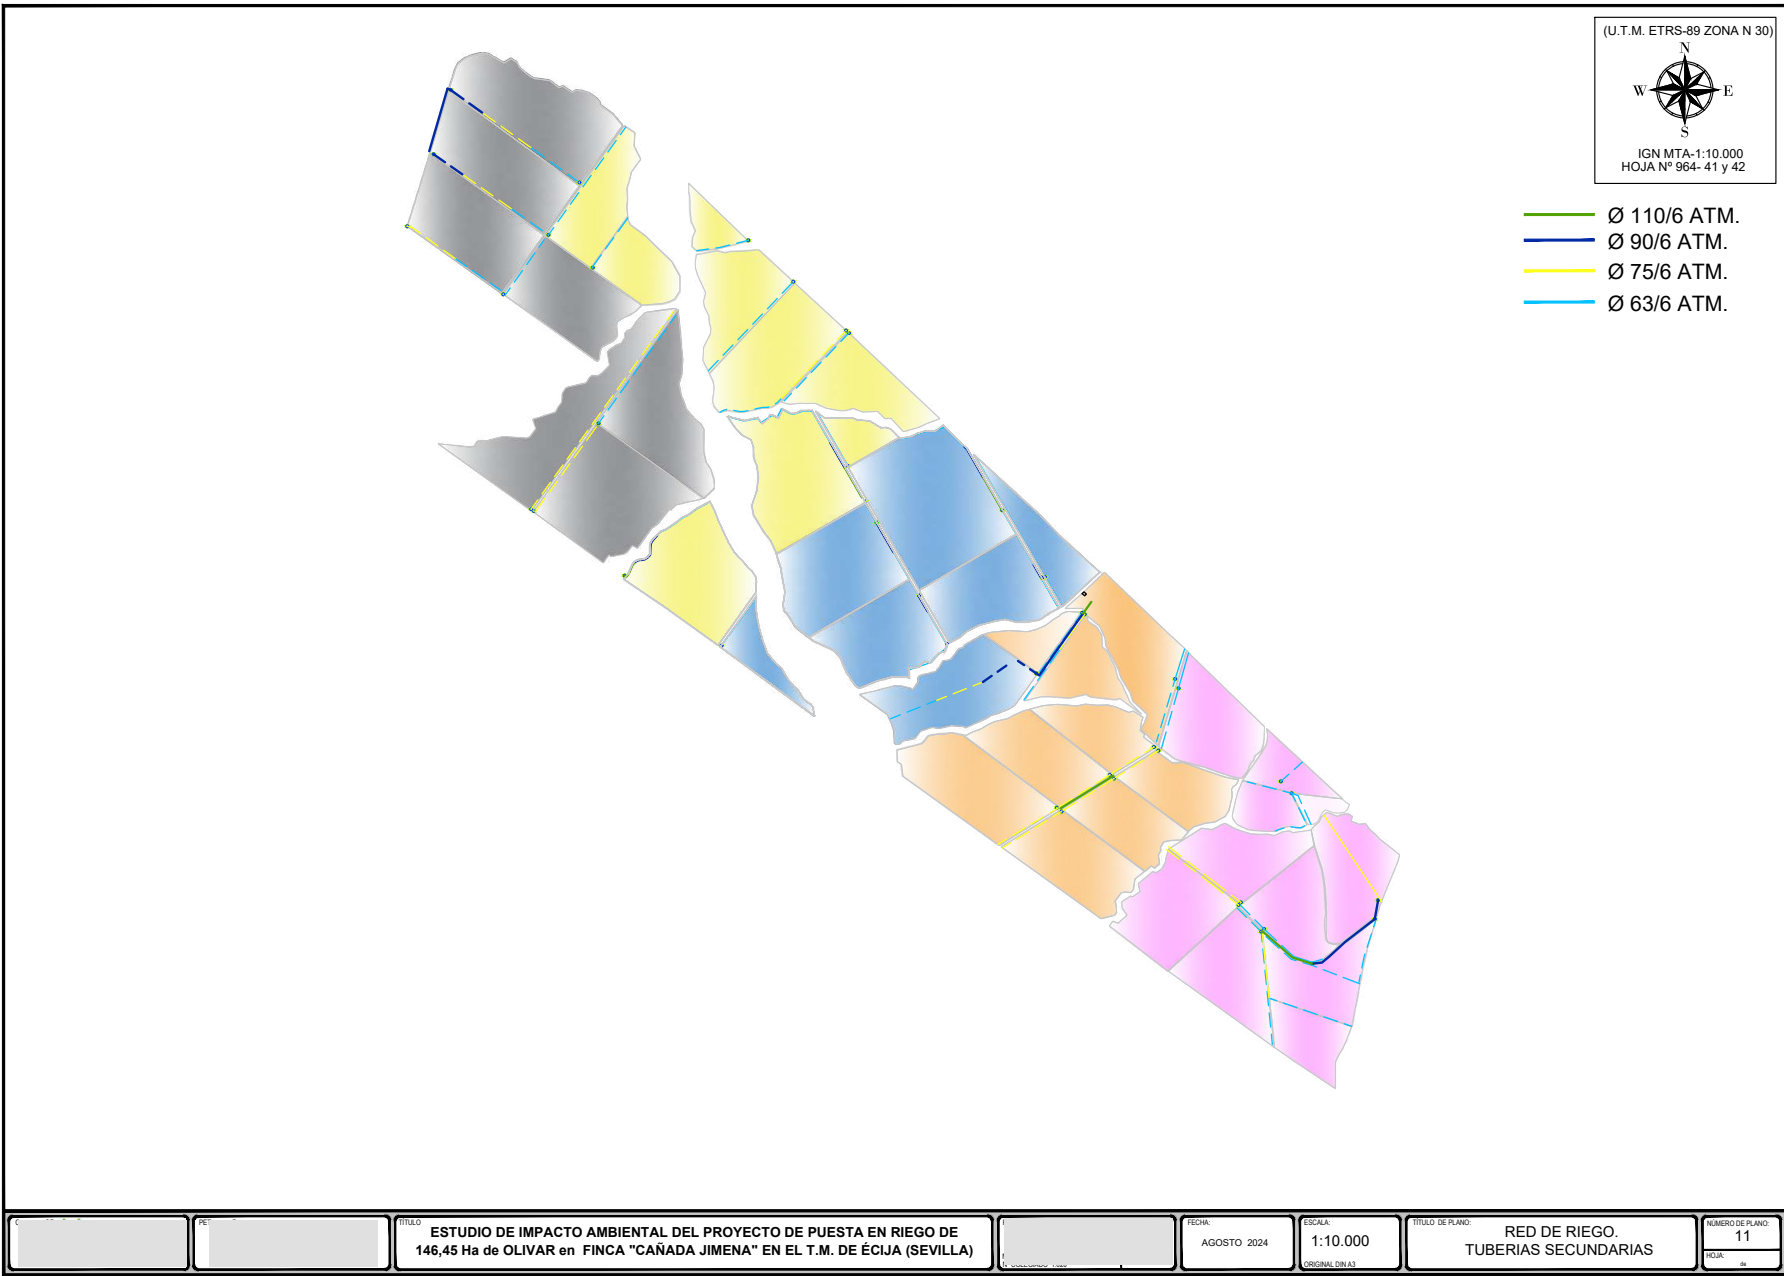 (U.T.M. ETRS-89 ZONA N 30)
N
W E
S
IGN MTA-1:10.000
HOJA Nº 964- 41 y 42
Ø 110/6 ATM.
Ø 90/6 ATM.
Ø 75/6 ATM.
Ø 63/6 ATM.
TÍTULO
ESTUDIO DE IMPACTO AMBIENTAL DEL PROYECTO DE PUESTA EN RIEGO DE
146,45 Ha de OLIVAR en FINCA "CAÑADA JIMENA" EN EL T.M. DE ÉCIJA (SEVILLA)
FECHA:
AGOSTO 2024
ESCALA:
1:10.000
ORIGINAL DIN A3
TÍTULO DE PLANO:
RED DE RIEGO.
TUBERIAS SECUNDARIAS
NÚMERO DE PLANO:
11
HOJA:
de